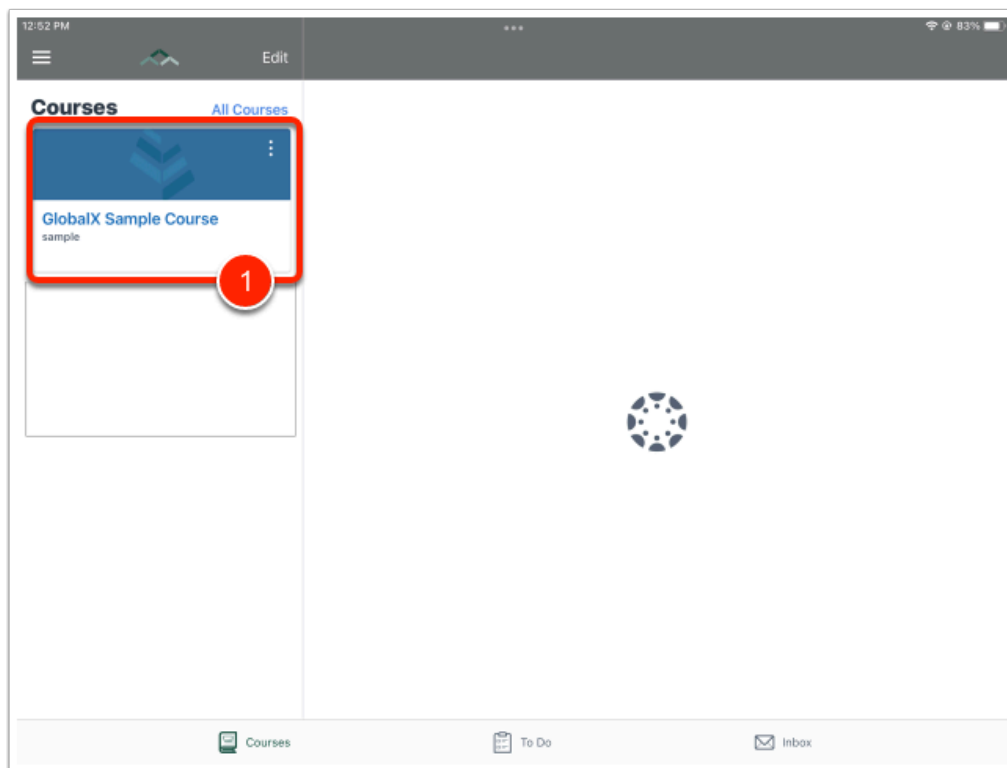 12:52 PM
83%
Edit
Courses
All Courses
GlobalX Sample Course
sample
1
Courses
To Do
Inbox